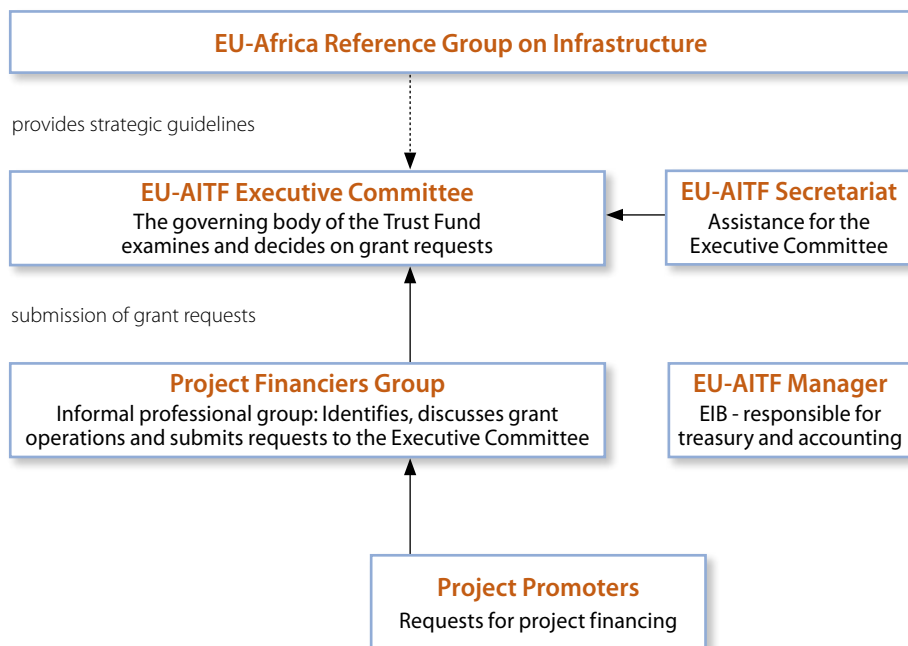 EU-Africa Reference Group on Infrastructure
provides strategic guidelines
EU-AITF Executive Committee
The governing body of the Trust Fund
examines and decides on grant requests
EU-AITF Secretariat
Assistance for the
Executive Committee
submission of grant requests
Project Financiers Group
Informal professional group: Identifies, discusses grant
operations and submits requests to the Executive Committee
EU-AITF Manager
EIB - responsible for
treasury and accounting
Project Promoters
Requests for project financing